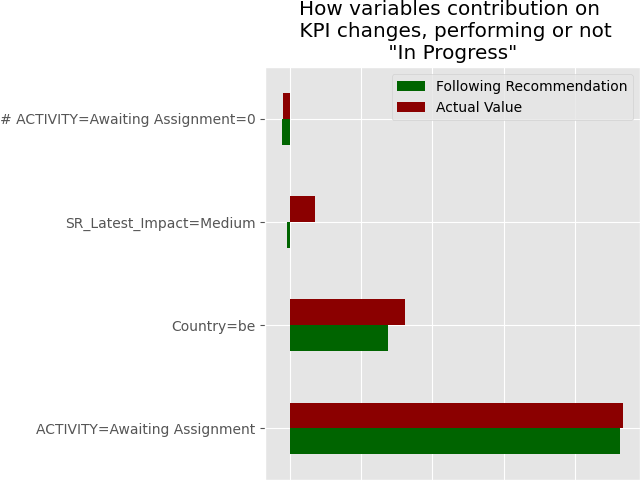 How variables contribution on
KPI changes, performing or not
"In Progress"
Following Recommendation
Actual Value
# ACTIVITY=Awaiting Assignment=0
SR_Latest_Impact=Medium
Country=be
ACTIVITY=Awaiting Assignment